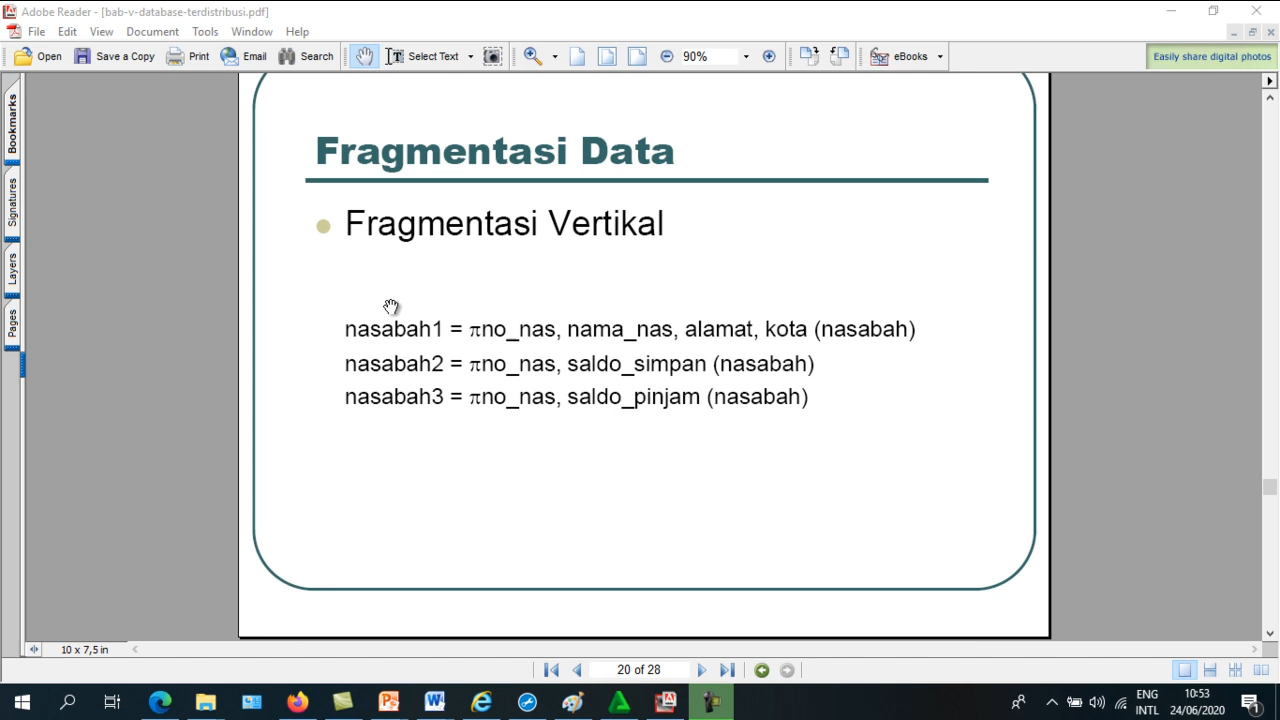 Adobe Reader - [bab-v-database-terdistribusi.pdf]
File Edit View Document Tools Window Help
Open Save a Copy Print Email Search Select Text 90% eBooks Easily share digital photos
Bookmarks
Signatures
Layers
Pages
Fragmentasi Data
Fragmentasi Vertikal
nasabah1 = πno_nas, nama_nas, alamat, kota (nasabah)
nasabah2 = πno_nas, saldo_simpan (nasabah)
nasabah3 = πno_nas, saldo_pinjam (nasabah)
10 x 7,5 in
20 of 28
ENG 10:53
INTL 24/06/2020 1